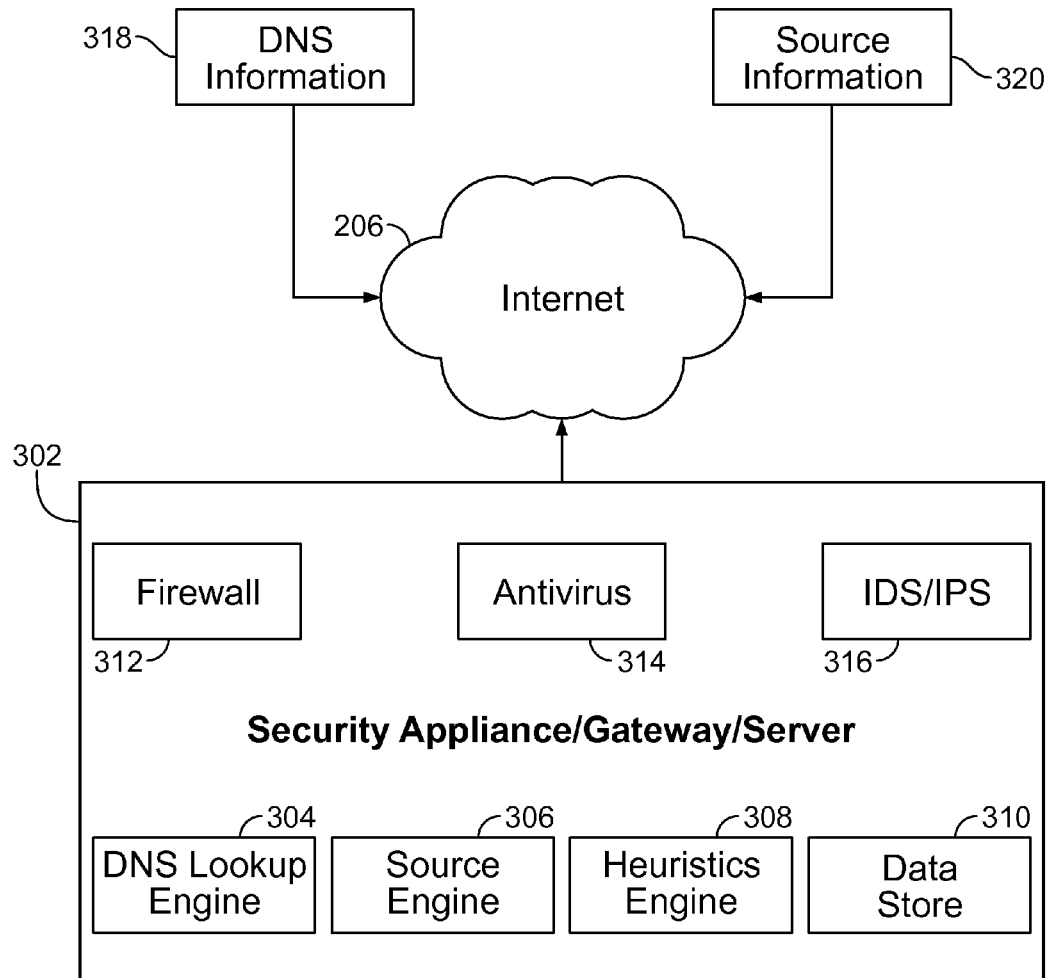 318
DNS
Information
Source
Information
320
206
Internet
302
Firewall
312
Antivirus
314
IDS/IPS
316
Security Appliance/Gateway/Server
304
DNS Lookup
Engine
306
Source
Engine
308
Heuristics
Engine
310
Data
Store